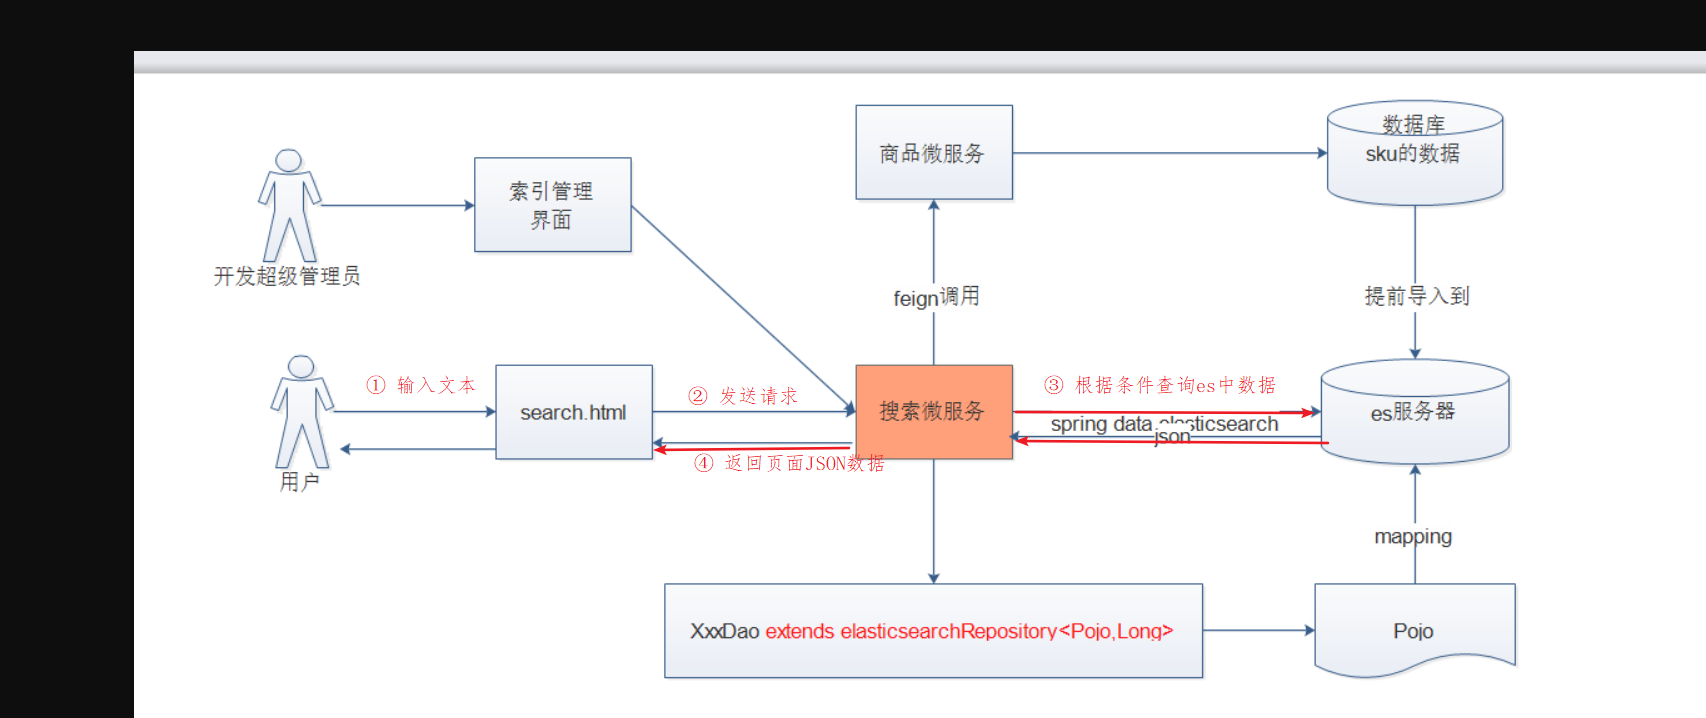 数据库
商品微服务
sku的数据
索引管理
界面
开发超级管理员
feign调用
提前导入到
① 输入文本
② 发送请求
③ 根据条件查询es中数据
search.html
搜索微服务
es服务器
spring data elasticsearch
json
④ 返回页面JSON数据
用户
mapping
XxxDao extends elasticsearchRepository<Pojo,Long>
Pojo